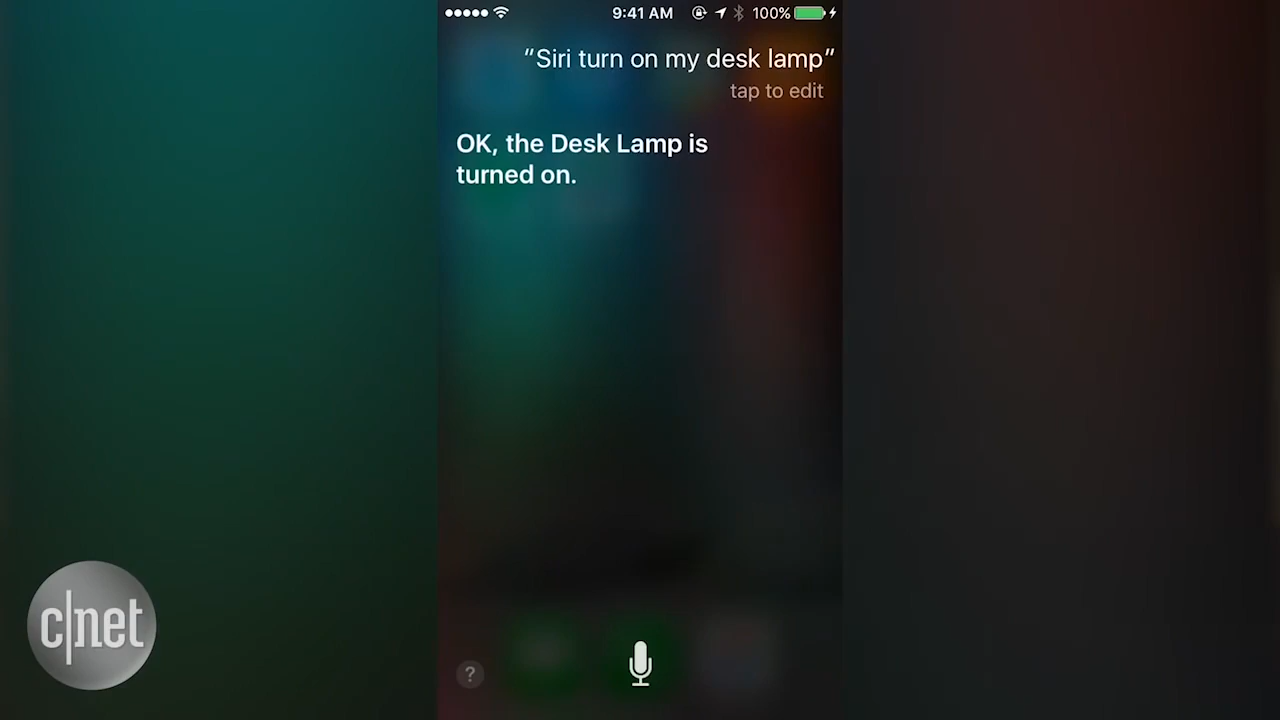 9:41 AM 100%
“Siri turn on my desk lamp”
tap to edit
OK, the Desk Lamp is
turned on.
c|net
?